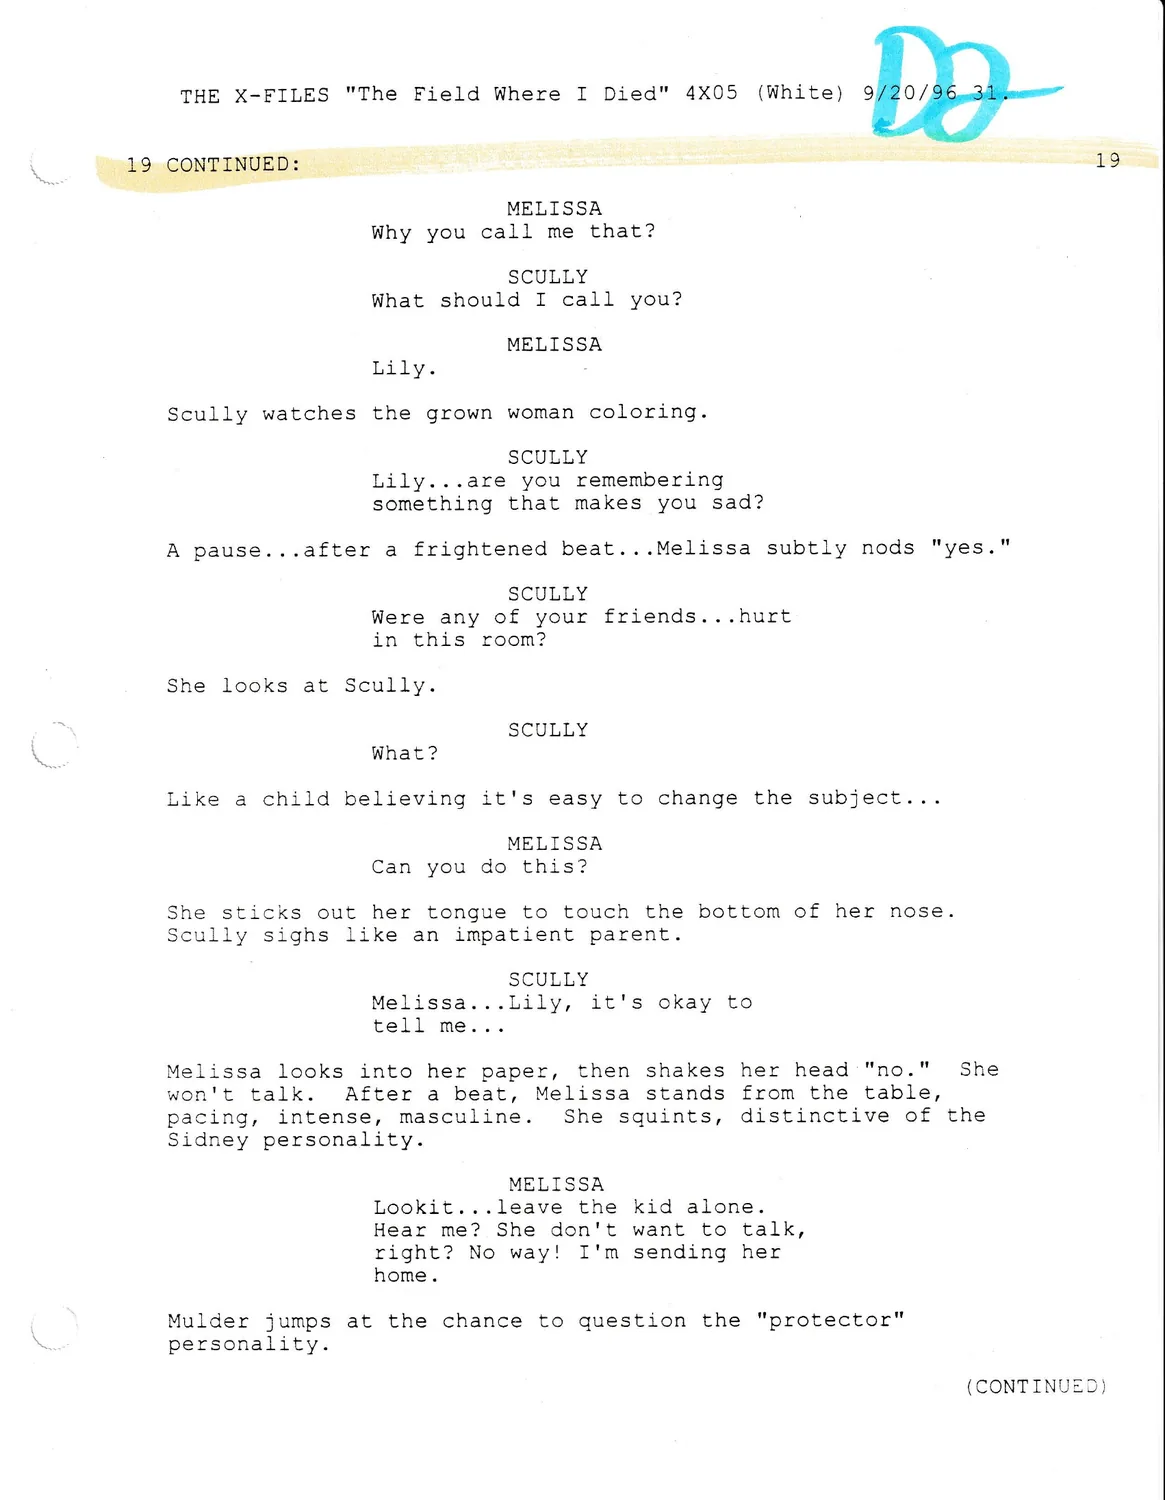 D2
THE X-FILES "The Field Where I Died" 4X05 (White) 9/20/96 31.
19 CONTINUED: 19
MELISSA
Why you call me that?
SCULLY
What should I call you?
MELISSA
Lily.
Scully watches the grown woman coloring.
SCULLY
Lily...are you remembering
something that makes you sad?
A pause...after a frightened beat...Melissa subtly nods "yes."
SCULLY
Were any of your friends...hurt
in this room?
She looks at Scully.
SCULLY
What?
Like a child believing it's easy to change the subject...
MELISSA
Can you do this?
She sticks out her tongue to touch the bottom of her nose.
Scully sighs like an impatient parent.
SCULLY
Melissa...Lily, it's okay to
tell me...
Melissa looks into her paper, then shakes her head "no."  She
won't talk.  After a beat, Melissa stands from the table,
pacing, intense, masculine.  She squints, distinctive of the
Sidney personality.
MELISSA
Lookit...leave the kid alone.
Hear me? She don't want to talk,
right? No way! I'm sending her
home.
Mulder jumps at the chance to question the "protector"
personality.
(CONTINUED)